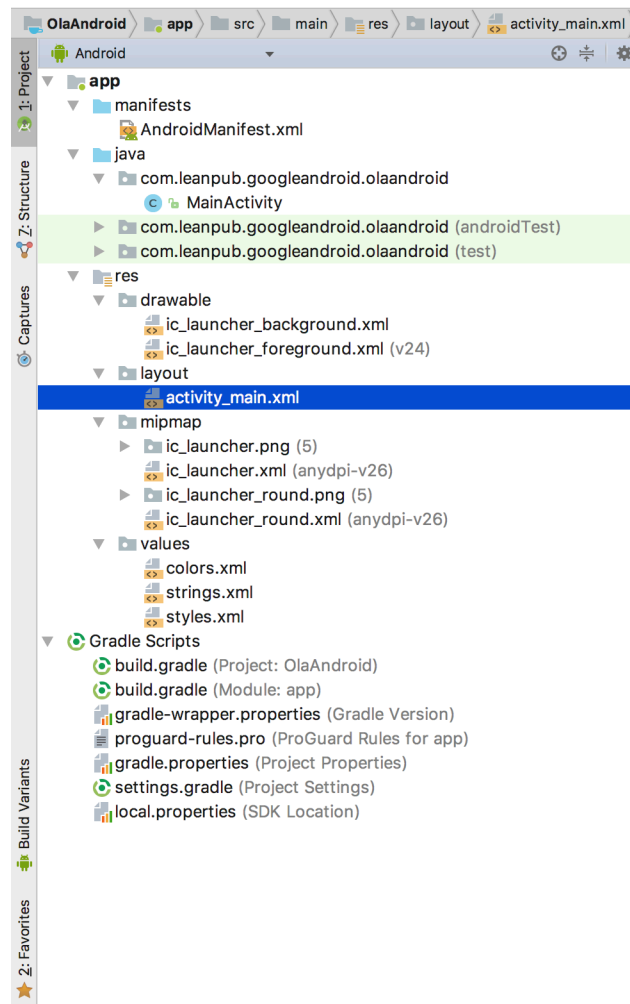 OlaAndroid app src main res layout activity_main.xml
Android
1: Project
Z: Structure
Captures
Build Variants
2: Favorites
app
manifests
AndroidManifest.xml
java
com.leanpub.googleandroid.olaandroid
C MainActivity
com.leanpub.googleandroid.olaandroid (androidTest)
com.leanpub.googleandroid.olaandroid (test)
res
drawable
ic_launcher_background.xml
ic_launcher_foreground.xml (v24)
layout
activity_main.xml
mipmap
ic_launcher.png (5)
ic_launcher.xml (anydpi-v26)
ic_launcher_round.png (5)
ic_launcher_round.xml (anydpi-v26)
values
colors.xml
strings.xml
styles.xml
Gradle Scripts
build.gradle (Project: OlaAndroid)
build.gradle (Module: app)
gradle-wrapper.properties (Gradle Version)
proguard-rules.pro (ProGuard Rules for app)
gradle.properties (Project Properties)
settings.gradle (Project Settings)
local.properties (SDK Location)